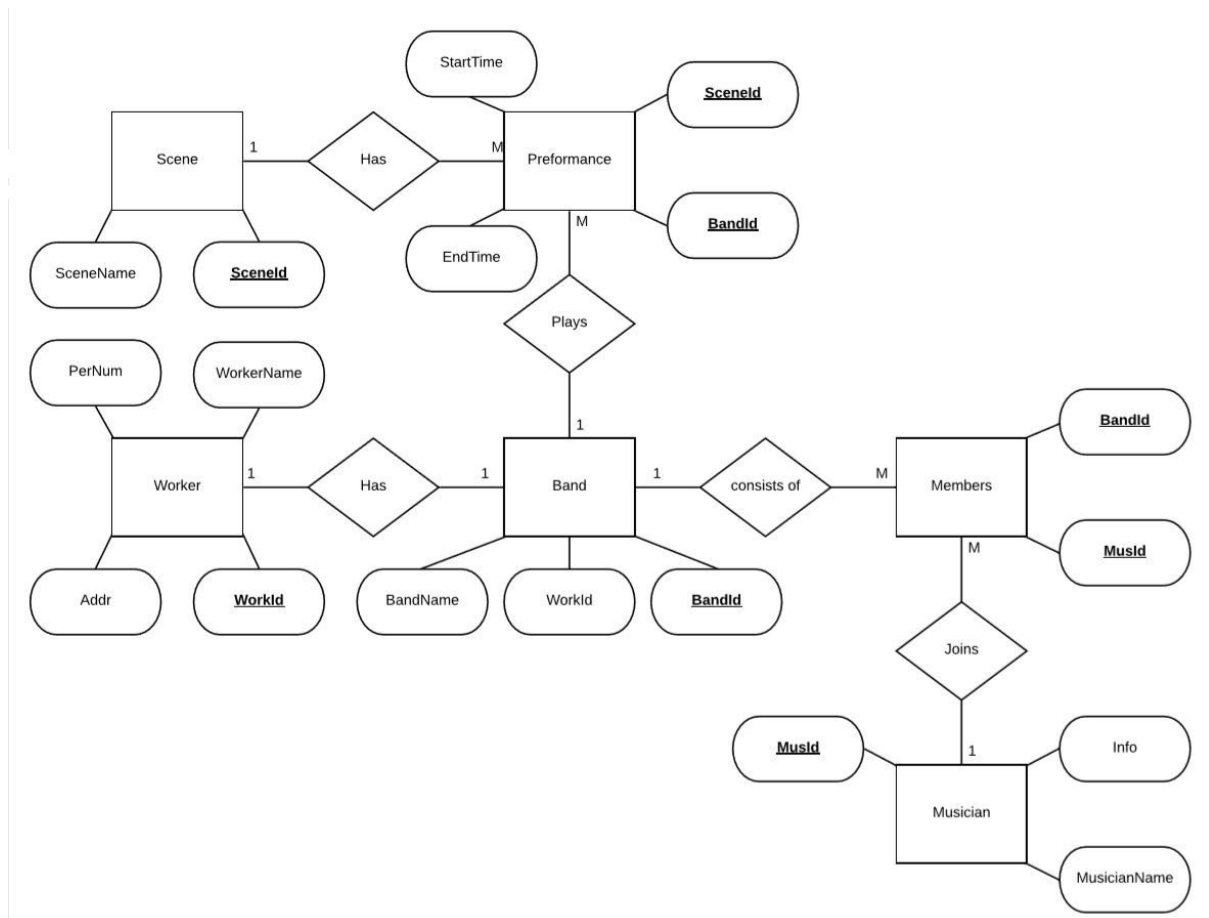 StartTime
SceneId
Scene
1
Has
M
Preformance
SceneName
SceneId
EndTime
M
BandId
Plays
PerNum
WorkerName
1
BandId
Worker
1
Has
1
Band
1
consists of
M
Members
M
MusId
Addr
WorkId
BandName
WorkId
BandId
Joins
MusId
1
Info
Musician
MusicianName